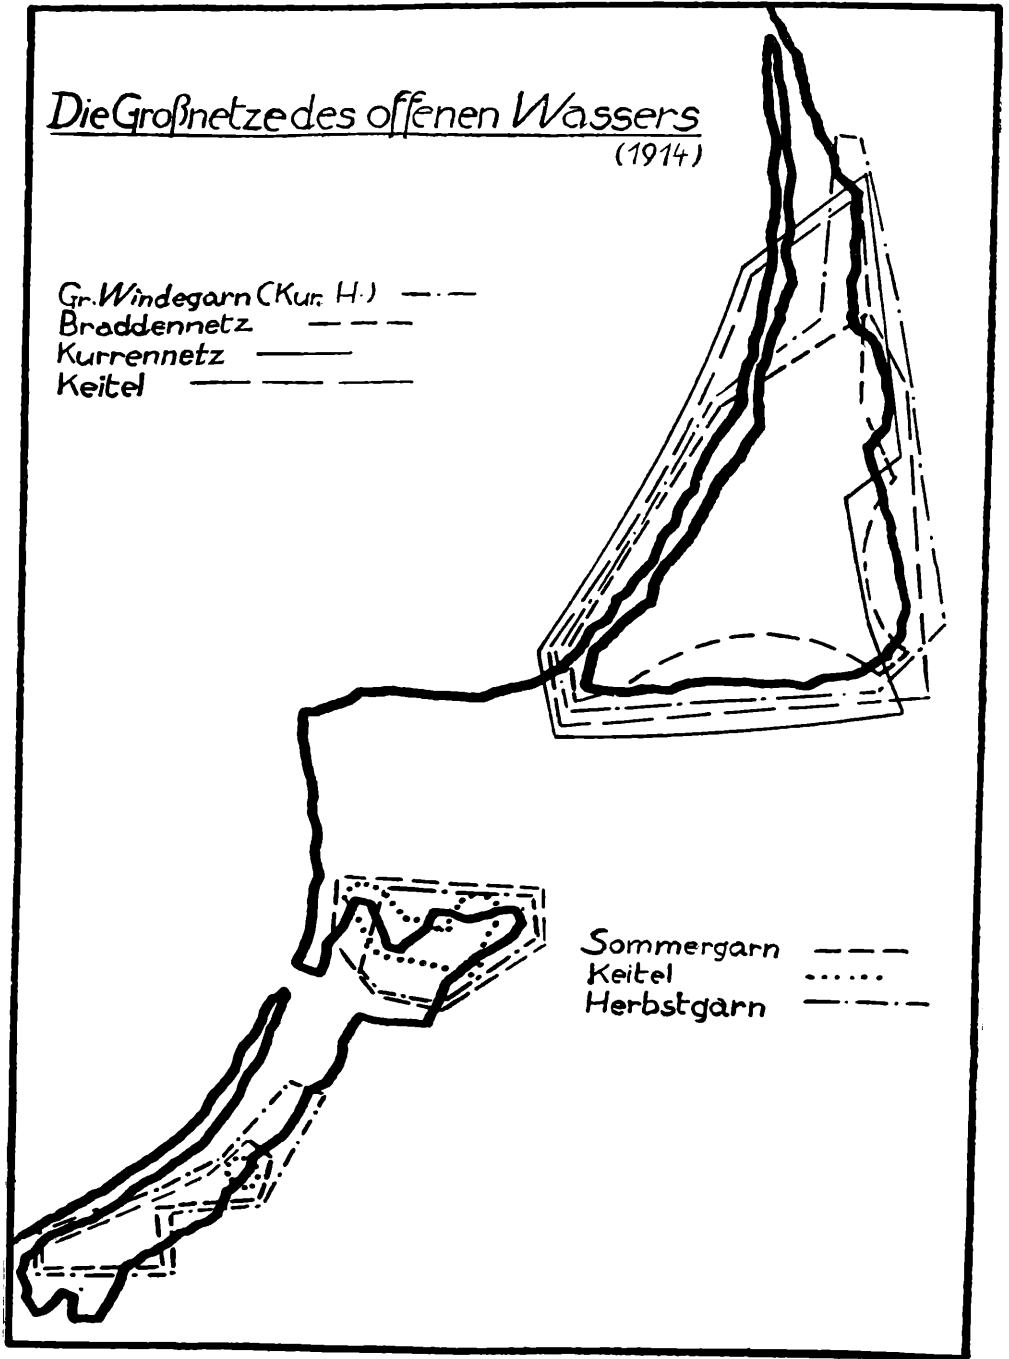 Die Großnetze des offenen Wassers
(1914)
Gr. Windegarn (Kur. H.)
Braddennetz
Kurrennetz
Keitel
Sommergarn
Keitel
Herbstgarn